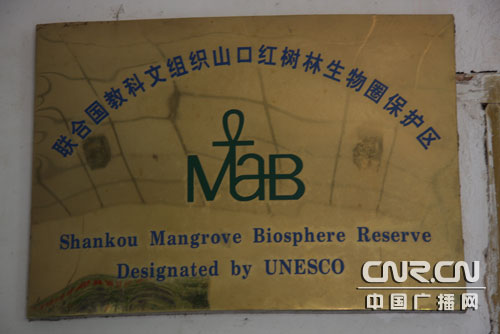 联合国教科文组织山口红树林生物圈保护区
MaB
Shankou Mangrove Biosphere Reserve
Designated by UNESCO
CNR.CN
中国广播网